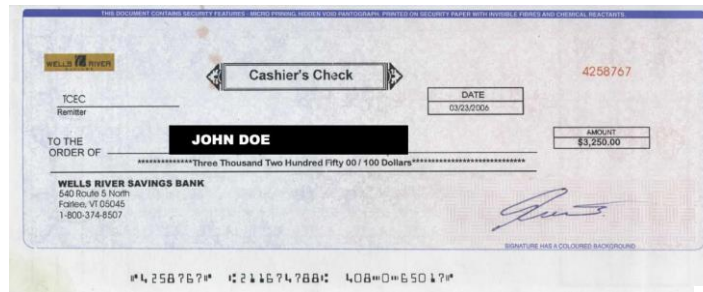 THIS DOCUMENT CONTAINS SECURITY FEATURES - MICRO PRINING, HIDDEN VOID PANTOGRAPH, PRINTED ON SECURITY PAPER WITH INVISIBLE FIBRES AND CHEMICAL REACTANTS
WELLS RIVER
Cashier's Check
4258767
TCEC
Remitter
DATE
03/23/2006
TO THE
ORDER OF
JOHN DOE
AMOUNT
$3,250.00
**************Three Thousand Two Hundred Fifty 00 / 100 Dollars****************************
WELLS RIVER SAVINGS BANK
540 Route 5 North
Fairlee, VT 05045
1-800-374-8507
SIGNATURE HAS A COLOURED BACKGROUND
⑈4258767⑈ ⑆211674788⑆ 408⑉0⑉65017⑈